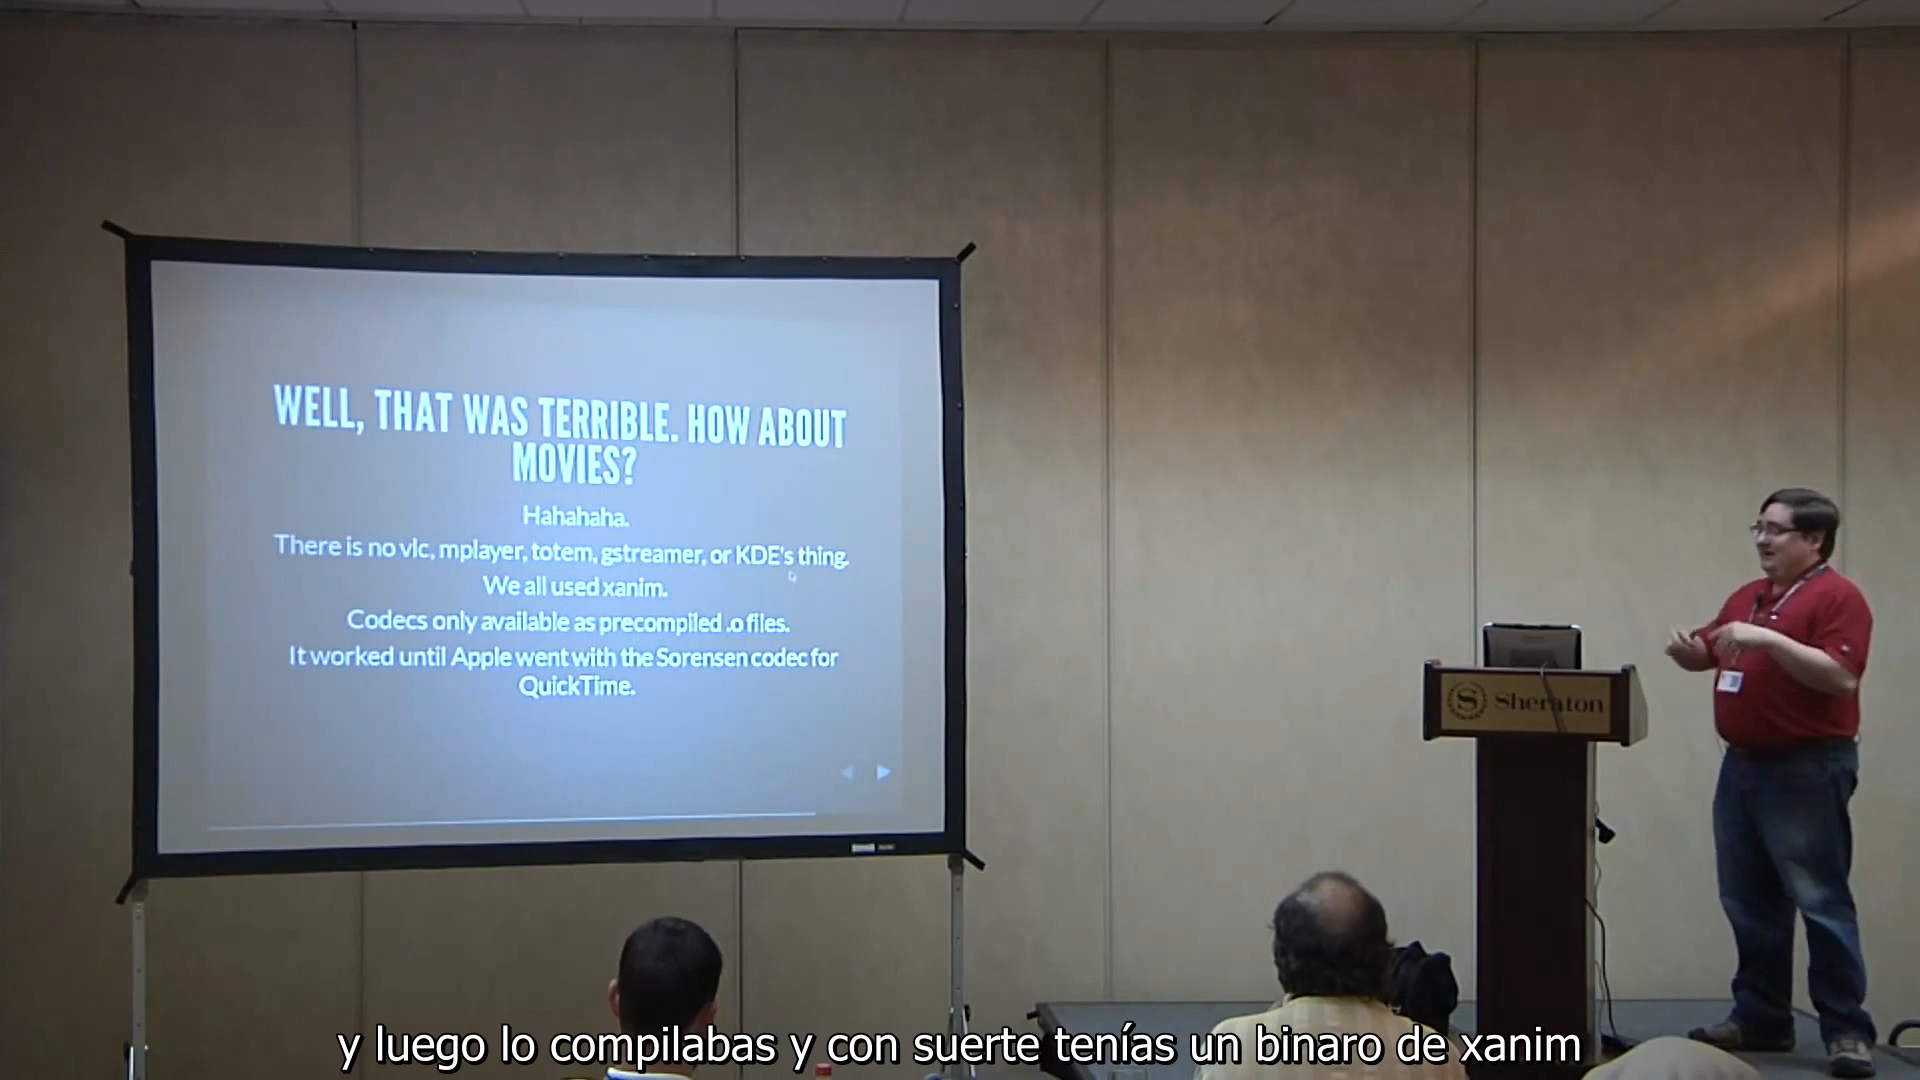 WELL, THAT WAS TERRIBLE. HOW ABOUT
MOVIES?
Hahahaha.
There is no vlc, mplayer, totem, gstreamer, or KDE's thing.
We all used xanim.
Codecs only available as precompiled .o files.
It worked until Apple went with the Sorensen codec for
QuickTime.
S Sheraton
y luego lo compilabas y con suerte tenías un binaro de xanim